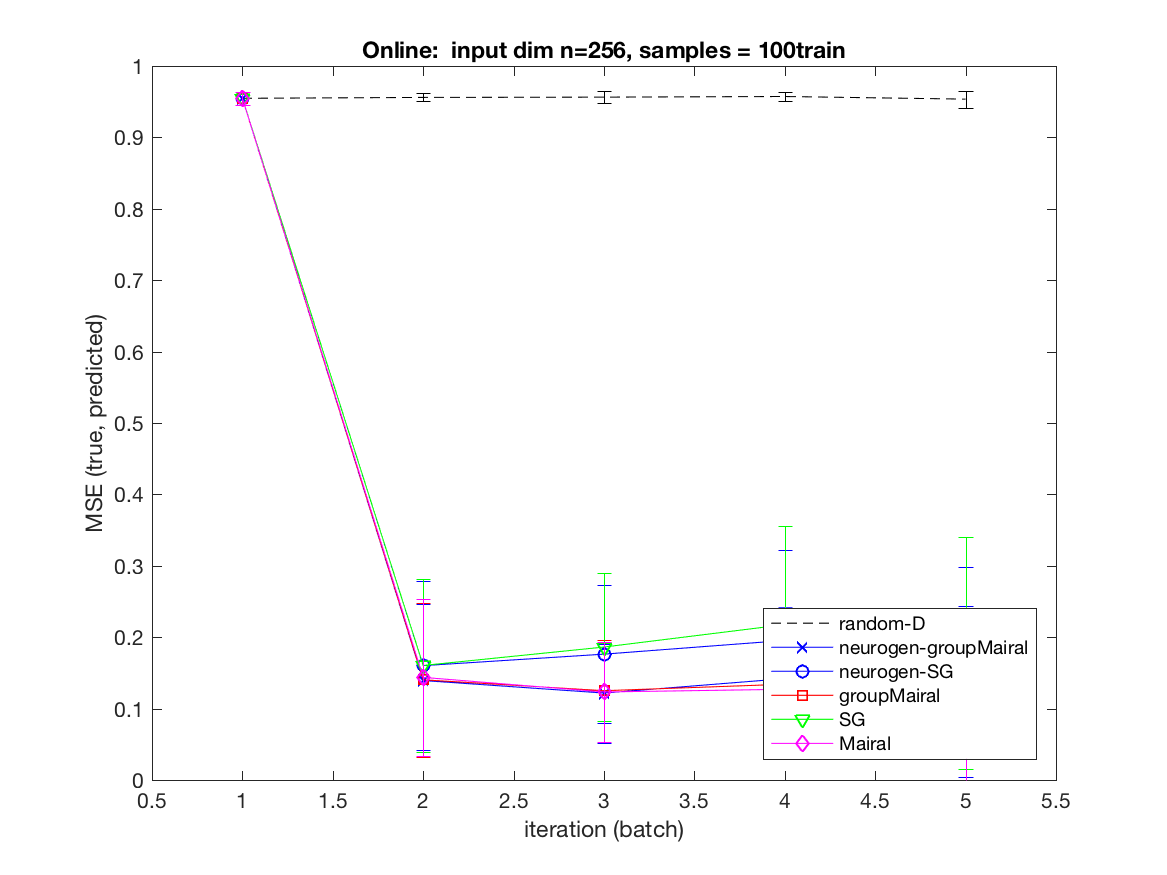 Online:  input dim n=256, samples = 100train
1
0.9
0.8
0.7
0.6
0.5
0.4
0.3
0.2
0.1
0
MSE (true, predicted)
random-D
neurogen-groupMairal
neurogen-SG
groupMairal
SG
Mairal
0.5 1 1.5 2 2.5 3 3.5 4 4.5 5 5.5
iteration (batch)